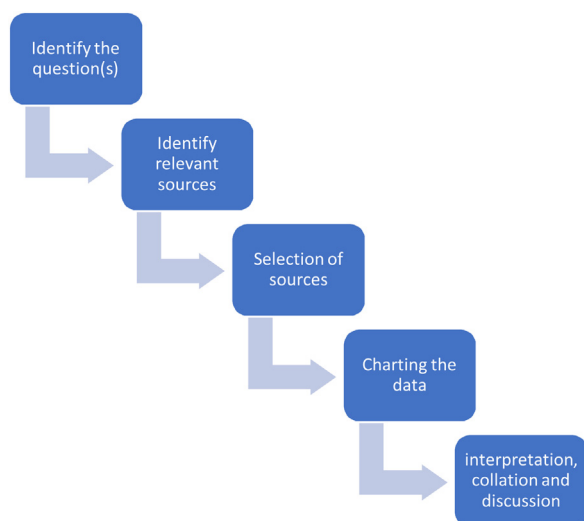 Identify the
question(s)
Identify
relevant
sources
Selection of
sources
Charting the
data
interpretation,
collation and
discussion